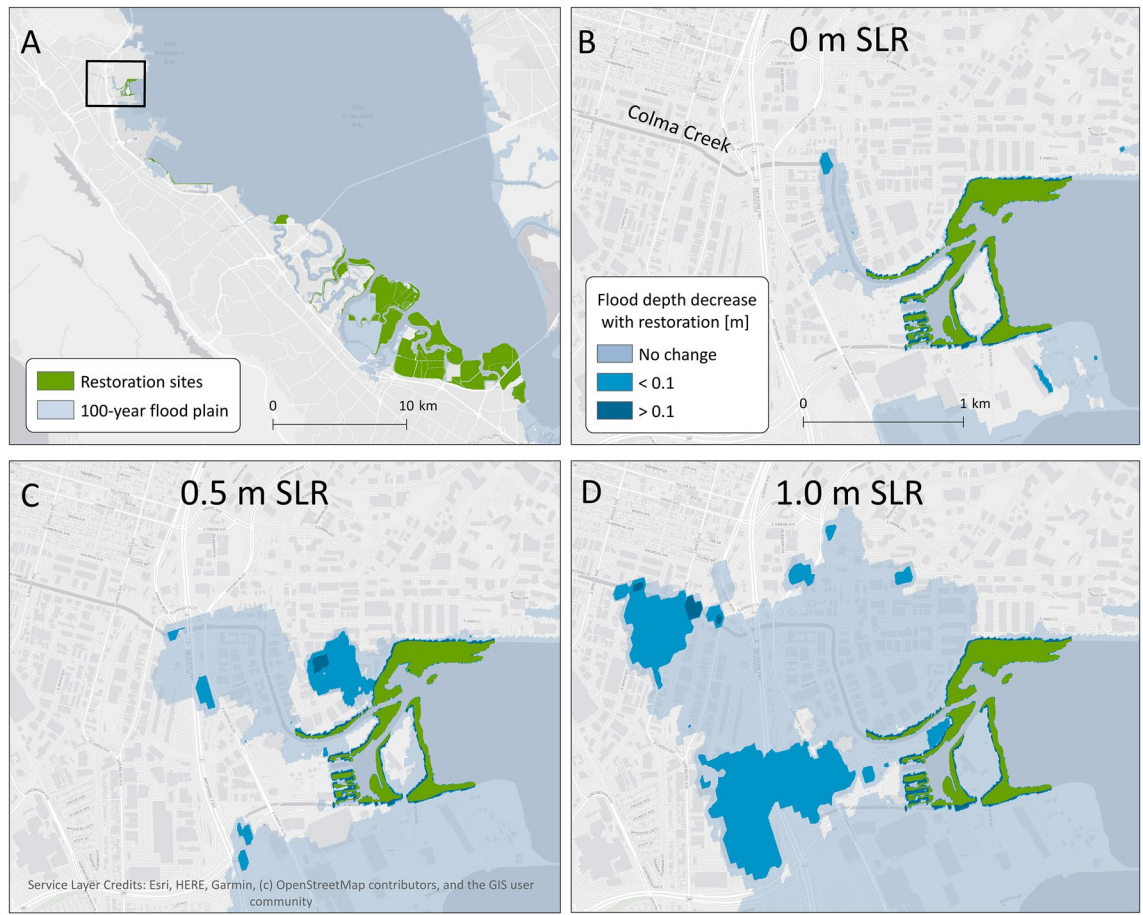 A
Restoration sites
100-year flood plain
0
10 km
B
0 m SLR
Colma Creek
Flood depth decrease
with restoration [m]
No change
< 0.1
> 0.1
0
1 km
C
0.5 m SLR
Service Layer Credits: Esri, HERE, Garmin, (c) OpenStreetMap contributors, and the GIS user
community
D
1.0 m SLR